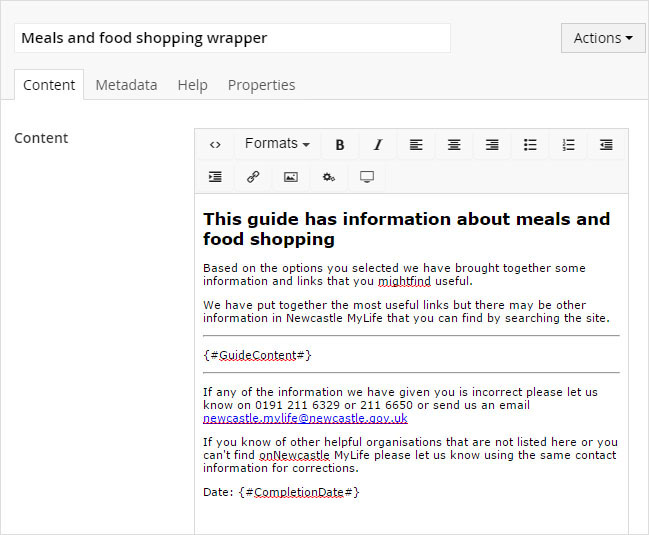 Meals and food shopping wrapper
Actions
Content Metadata Help Properties
Content
Formats B I
This guide has information about meals and
food shopping
Based on the options you selected we have brought together some
information and links that you mightfind useful.
We have put together the most useful links but there may be other
information in Newcastle MyLife that you can find by searching the site.
{#GuideContent#}
If any of the information we have given you is incorrect please let us
know on 0191 211 6329 or 211 6650 or send us an email
newcastle.mylife@newcastle.gov.uk
If you know of other helpful organisations that are not listed here or you
can't find onNewcastle MyLife please let us know using the same contact
information for corrections.
Date: {#CompletionDate#}